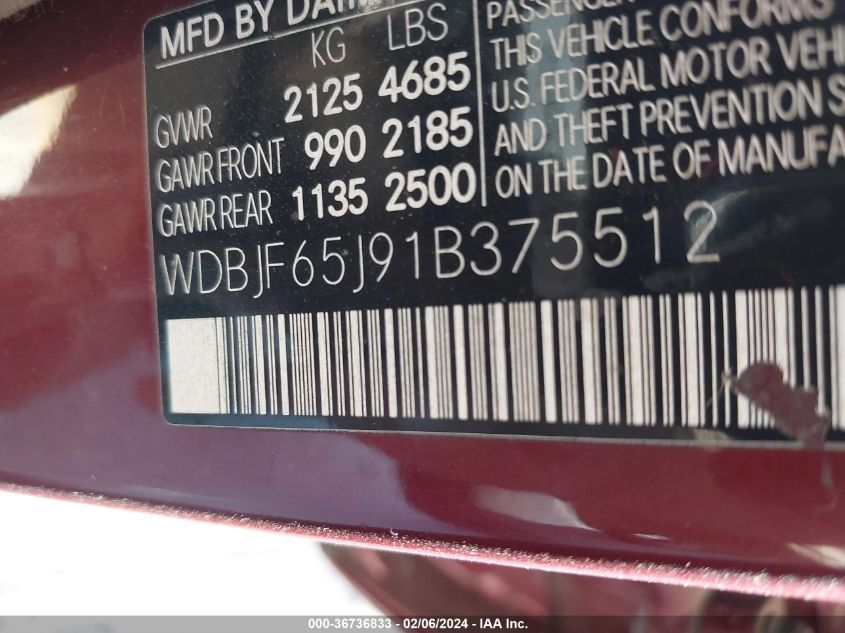 MFD BY
KG LBS
GVWR 2125 4685
GAWR FRONT 990 2185
GAWR REAR 1135 2500
WDBJF65J91B375512
THIS VEHICLE CONFORMS
U.S. FEDERAL MOTOR
AND THEFT PREVENTION
ON THE DATE OF
000-36736833 - 02/06/2024 - IAA Inc.